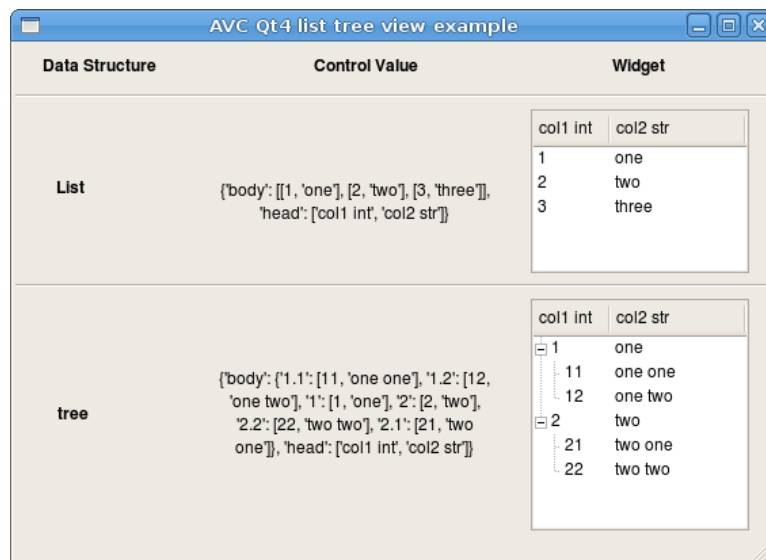 AVC Qt4 list tree view example
Data Structure Control Value Widget
List
{'body': [[1, 'one'], [2, 'two'], [3, 'three']],
'head': ['col1 int', 'col2 str']}
col1 int col2 str
1 one
2 two
3 three
tree
{'body': {'1.1': [11, 'one one'], '1.2': [12,
'one two'], '1': [1, 'one'], '2': [2, 'two'],
'2.2': [22, 'two two'], '2.1': [21, 'two
one']}, 'head': ['col1 int', 'col2 str']}
col1 int col2 str
1 one
11 one one
12 one two
2 two
21 two one
22 two two